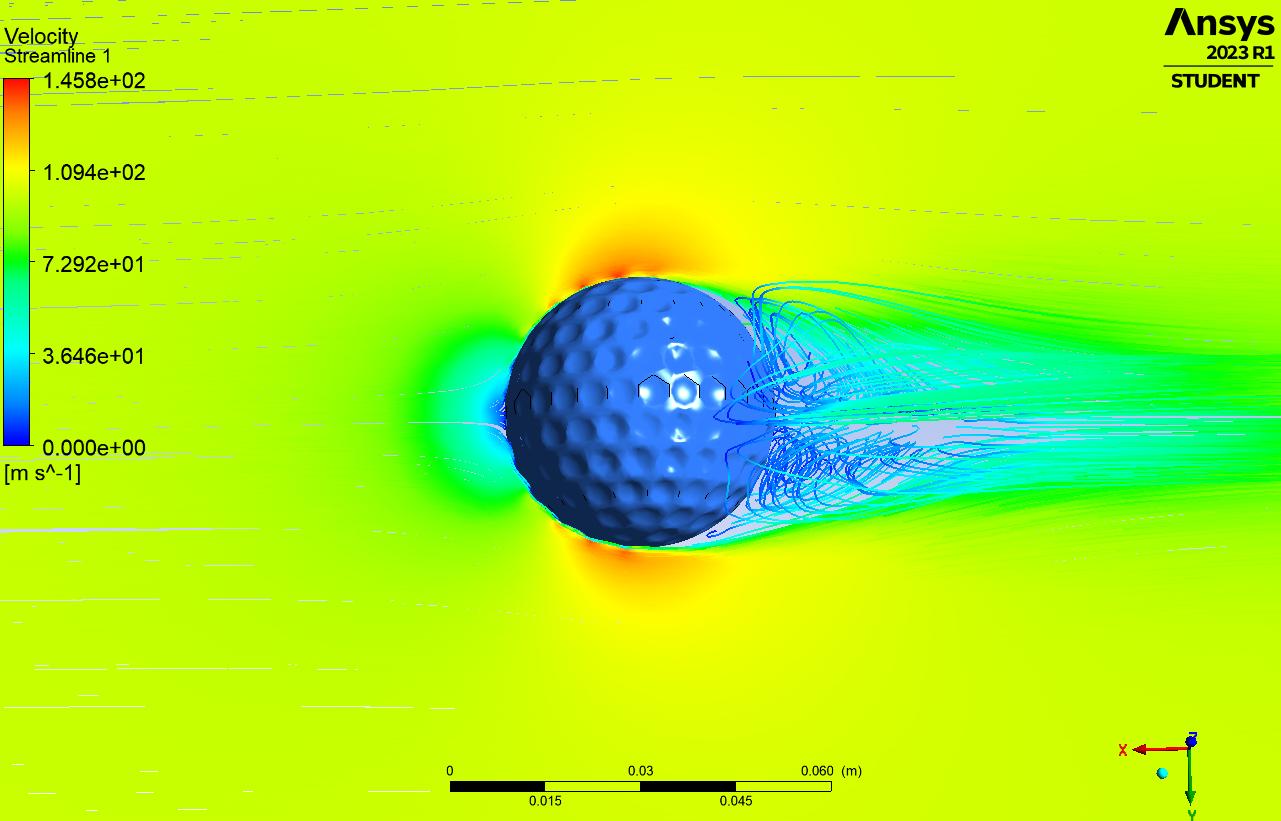 Velocity
Streamline 1
1.458e+02
1.094e+02
7.292e+01
3.646e+01
0.000e+00
[m s^-1]
Ansys
2023 R1
STUDENT
0 0.03 0.060 (m)
0.015 0.045
X
Z
Y